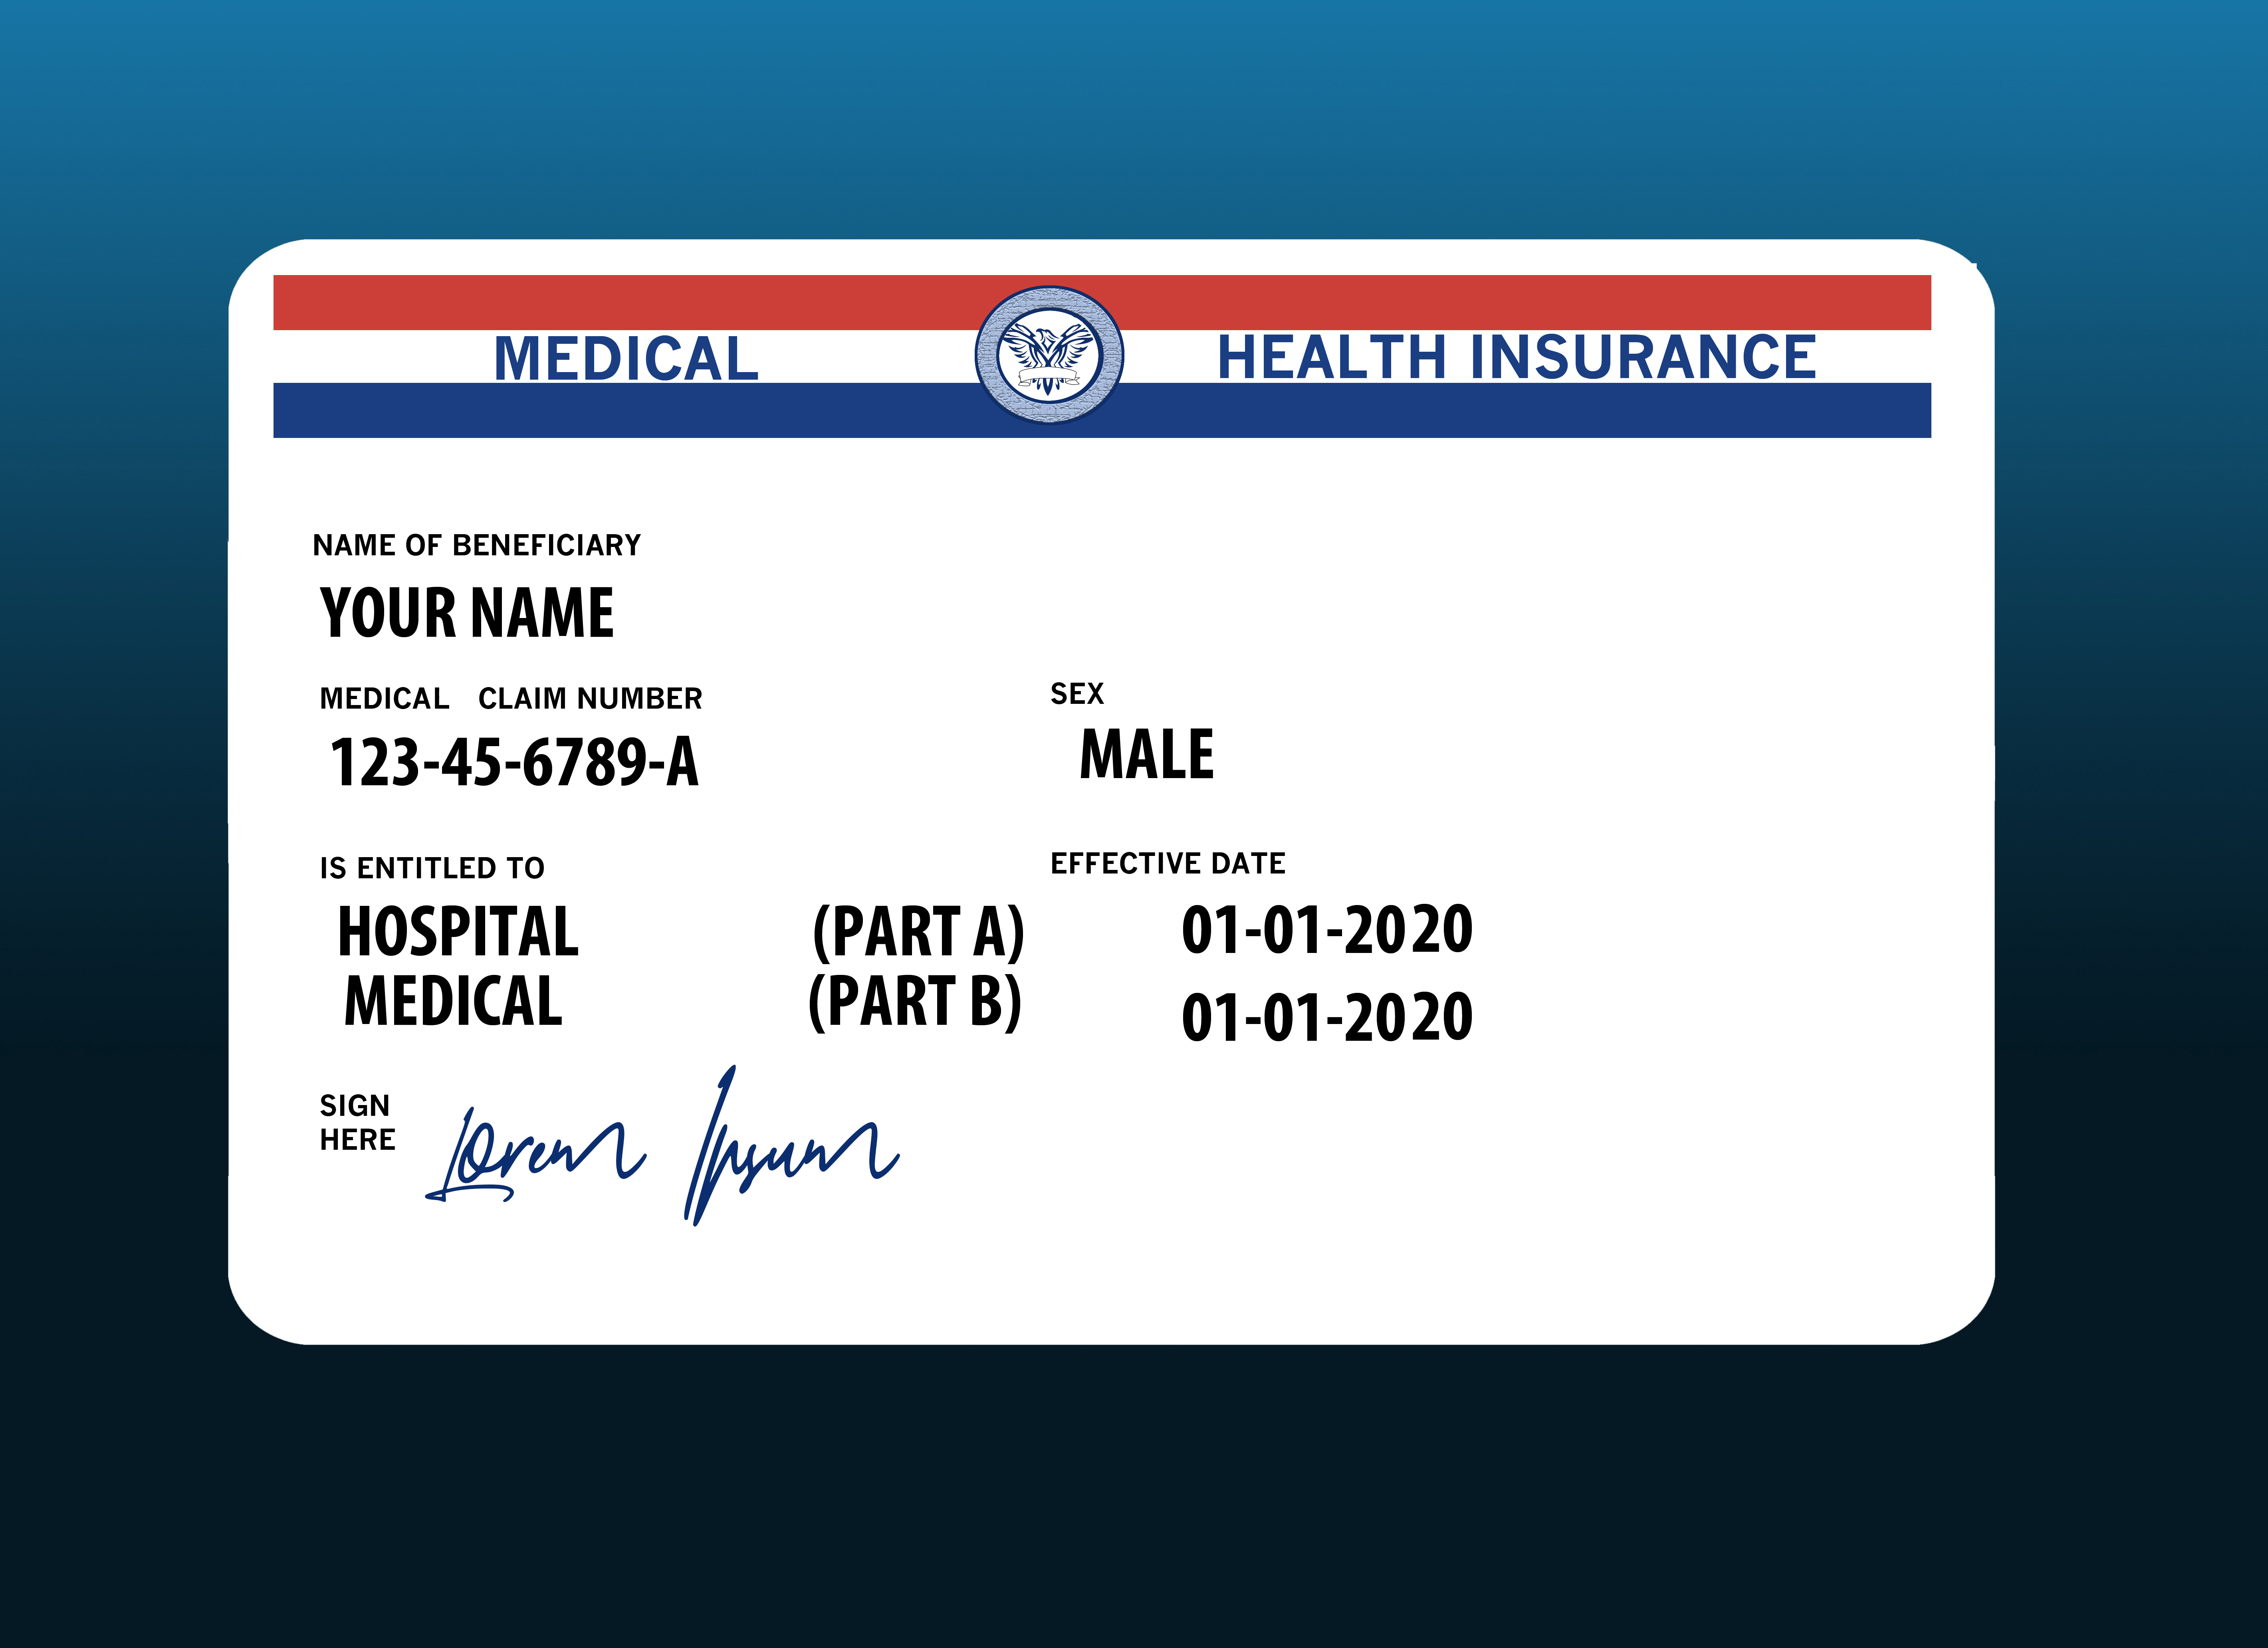 MEDICAL HEALTH INSURANCE
NAME OF BENEFICIARY
YOUR NAME
MEDICAL CLAIM NUMBER SEX
123-45-6789-A MALE
IS ENTITLED TO EFFECTIVE DATE
HOSPITAL (PART A) 01-01-2020
MEDICAL (PART B) 01-01-2020
SIGN
HERE
Lorem Ipsum